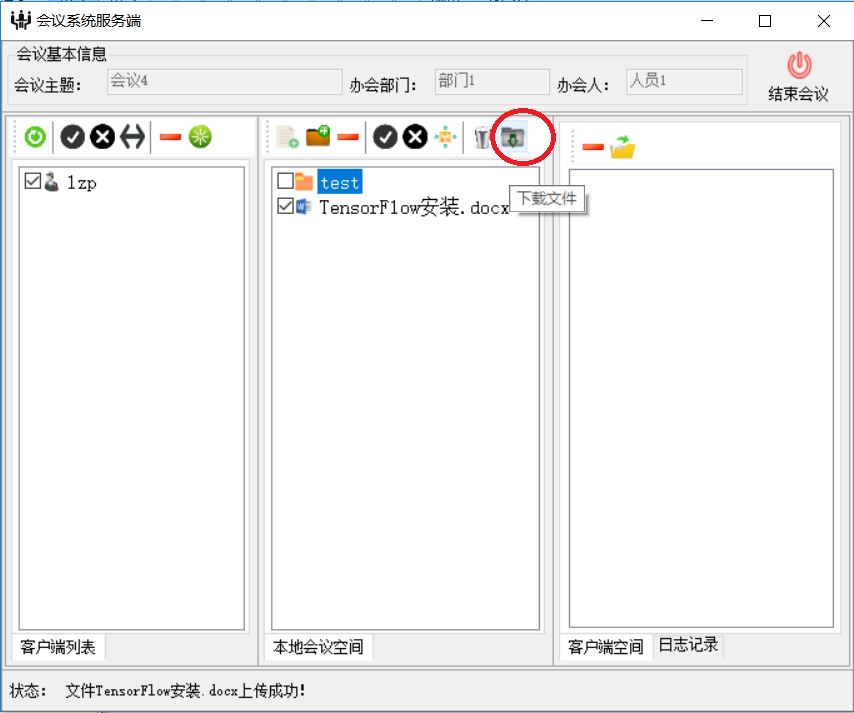 会议系统服务端
会议基本信息
会议主题： 会议4 办会部门： 部门1 办会人： 人员1
结束会议
lzp
test
TensorFlow安装.docx
下载文件
客户端列表
本地会议空间
客户端空间 日志记录
状态： 文件TensorFlow安装.docx上传成功!